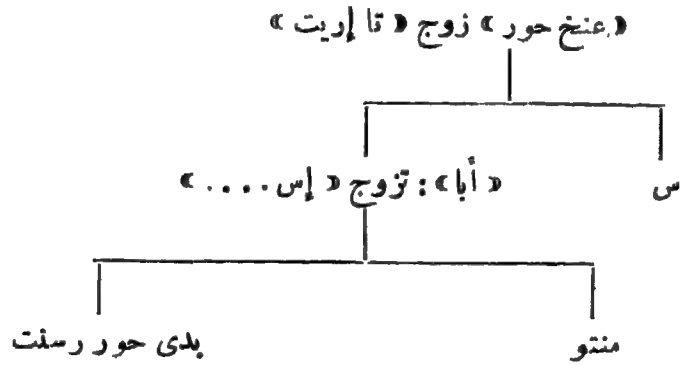 «عنخ حور» زوج «تا إريت»
س
«أبا»: تزوج «إس ....»
منتو
بدى حور رسنت